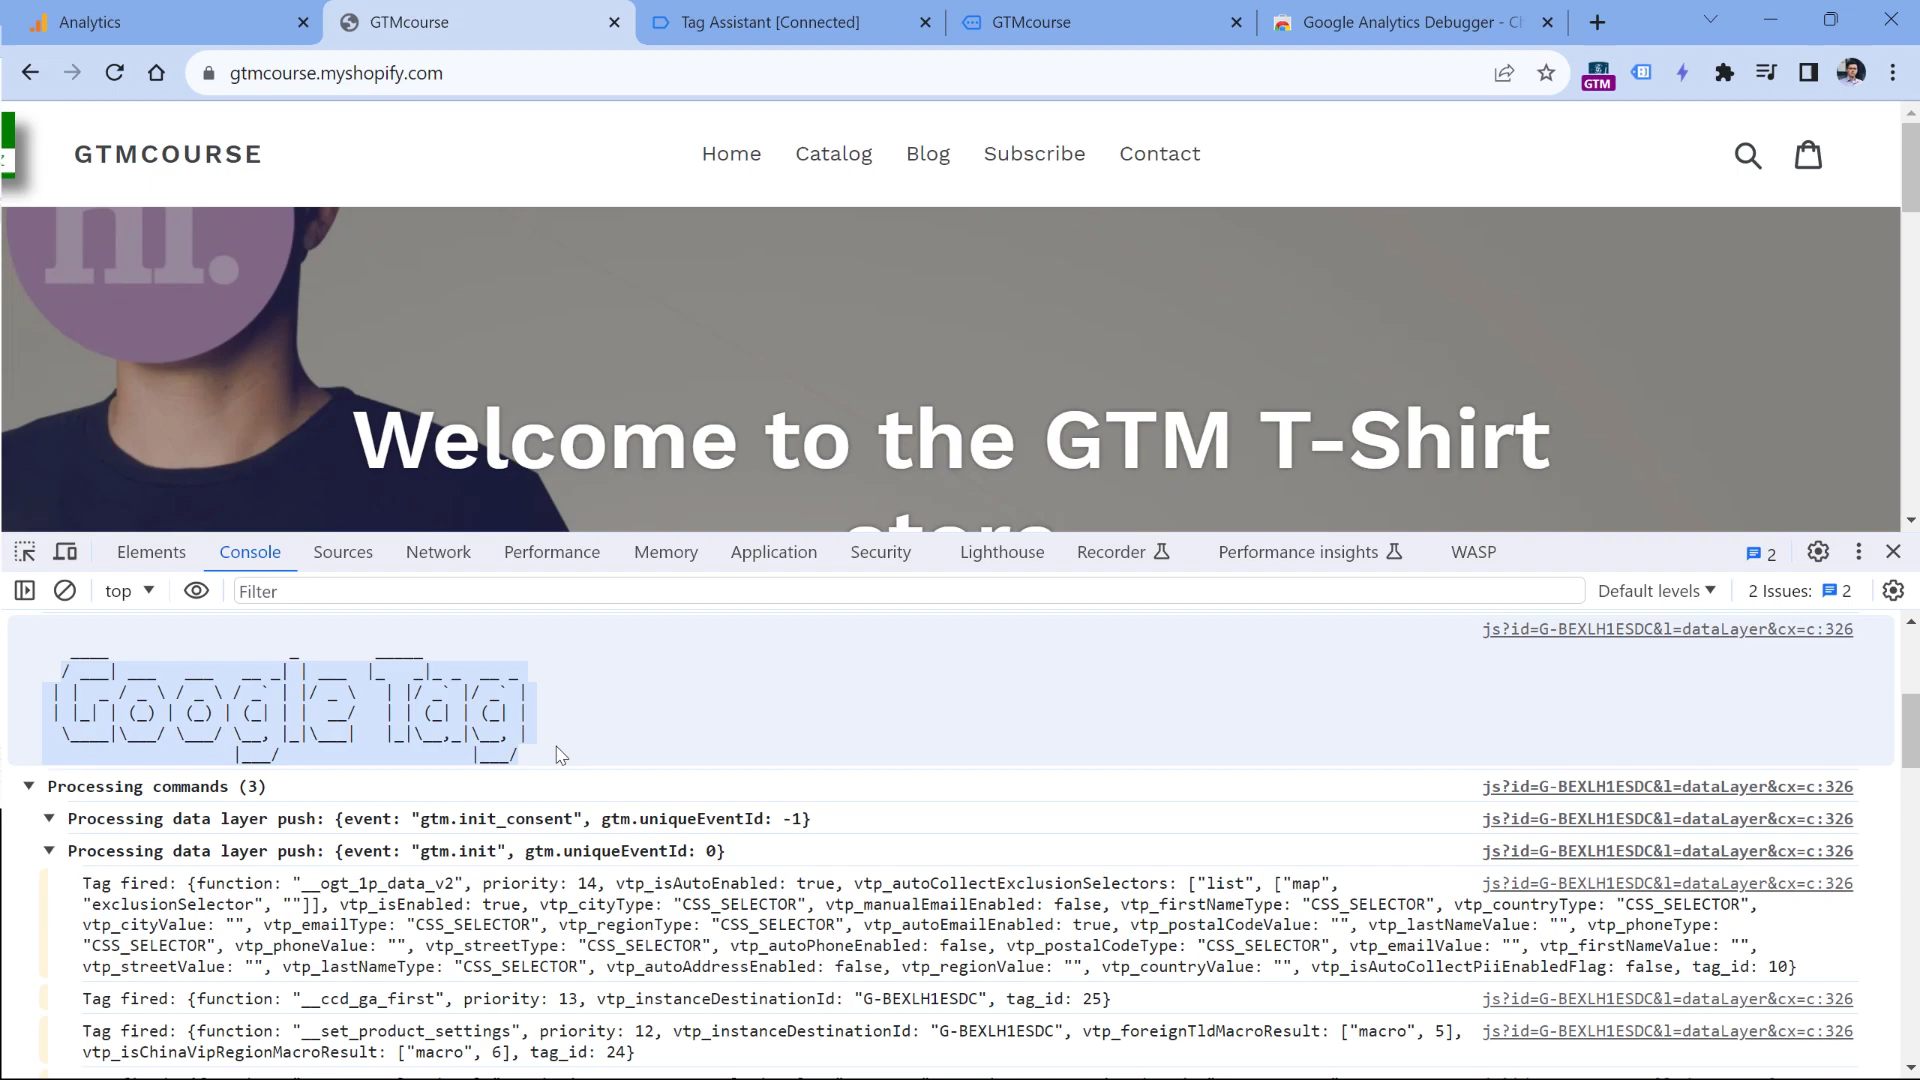 Analytics
GTMcourse
Tag Assistant [Connected]
GTMcourse
Google Analytics Debugger - C
gtmcourse.myshopify.com
GTM
GTMCOURSE
Home
Catalog
Blog
Subscribe
Contact
hi.
Welcome to the GTM T-Shirt
store
Elements
Console
Sources
Network
Performance
Memory
Application
Security
Lighthouse
Recorder
Performance insights
WASP
2
top
Filter
Default levels
2 Issues: 2
js?id=G-BEXLH1ESDC&l=dataLayer&cx=c:326
Google Tag
Processing commands (3)
js?id=G-BEXLH1ESDC&l=dataLayer&cx=c:326
Processing data layer push: {event: "gtm.init_consent", gtm.uniqueEventId: -1}
js?id=G-BEXLH1ESDC&l=dataLayer&cx=c:326
Processing data layer push: {event: "gtm.init", gtm.uniqueEventId: 0}
js?id=G-BEXLH1ESDC&l=dataLayer&cx=c:326
Tag fired: {function: "__ogt_1p_data_v2", priority: 14, vtp_isAutoEnabled: true, vtp_autoCollectExclusionSelectors: ["list", ["map",
js?id=G-BEXLH1ESDC&l=dataLayer&cx=c:326
"exclusionSelector", ""]], vtp_isEnabled: true, vtp_cityType: "CSS_SELECTOR", vtp_manualEmailEnabled: false, vtp_firstNameType: "CSS_SELECTOR", vtp_countryType: "CSS_SELECTOR",
vtp_cityValue: "", vtp_emailType: "CSS_SELECTOR", vtp_regionType: "CSS_SELECTOR", vtp_autoEmailEnabled: true, vtp_postalCodeValue: "", vtp_lastNameValue: "", vtp_phoneType:
"CSS_SELECTOR", vtp_phoneValue: "", vtp_streetType: "CSS_SELECTOR", vtp_autoPhoneEnabled: false, vtp_postalCodeType: "CSS_SELECTOR", vtp_emailValue: "", vtp_firstNameValue: "",
vtp_streetValue: "", vtp_lastNameType: "CSS_SELECTOR", vtp_autoAddressEnabled: false, vtp_regionValue: "", vtp_countryValue: "", vtp_isAutoCollectPiiEnabledFlag: false, tag_id: 10}
Tag fired: {function: "__ccd_ga_first", priority: 13, vtp_instanceDestinationId: "G-BEXLH1ESDC", tag_id: 25}
js?id=G-BEXLH1ESDC&l=dataLayer&cx=c:326
Tag fired: {function: "__set_product_settings", priority: 12, vtp_instanceDestinationId: "G-BEXLH1ESDC", vtp_foreignTldMacroResult: ["macro", 5],
js?id=G-BEXLH1ESDC&l=dataLayer&cx=c:326
vtp_isChinaVipRegionMacroResult: ["macro", 6], tag_id: 24}